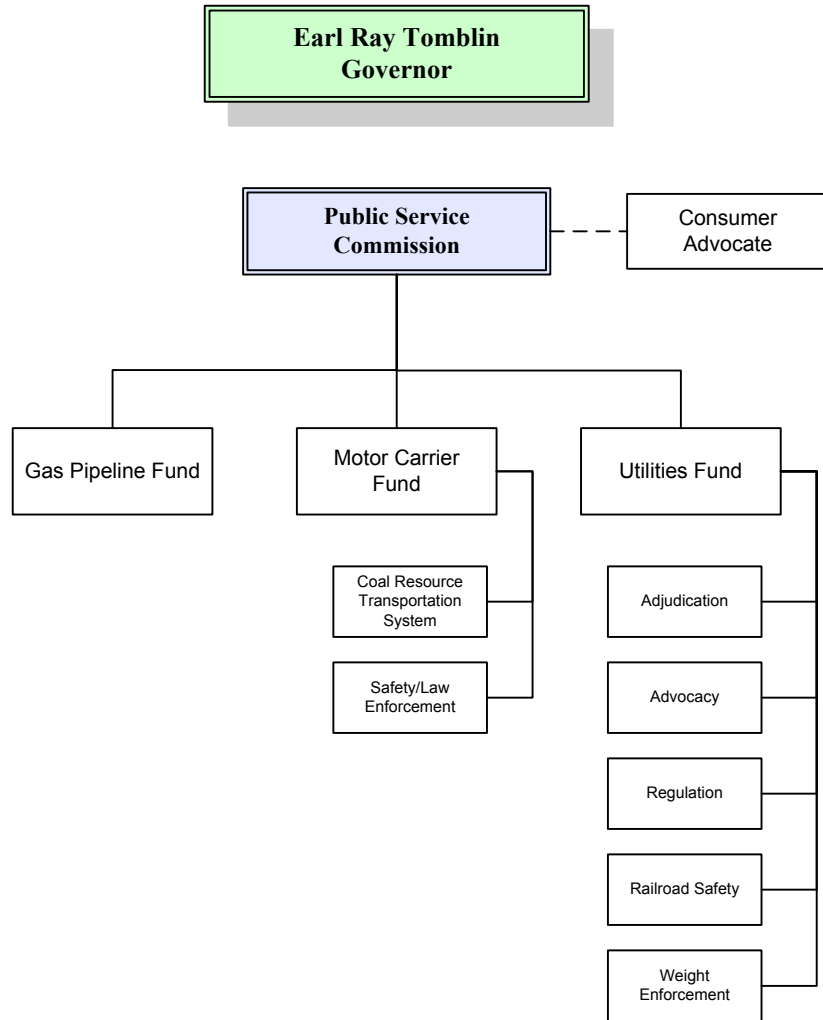 Earl Ray Tomblin
Governor
Public Service
Commission
Consumer
Advocate
Gas Pipeline Fund
Motor Carrier
Fund
Utilities Fund
Coal Resource
Transportation
System
Safety/Law
Enforcement
Adjudication
Advocacy
Regulation
Railroad Safety
Weight
Enforcement